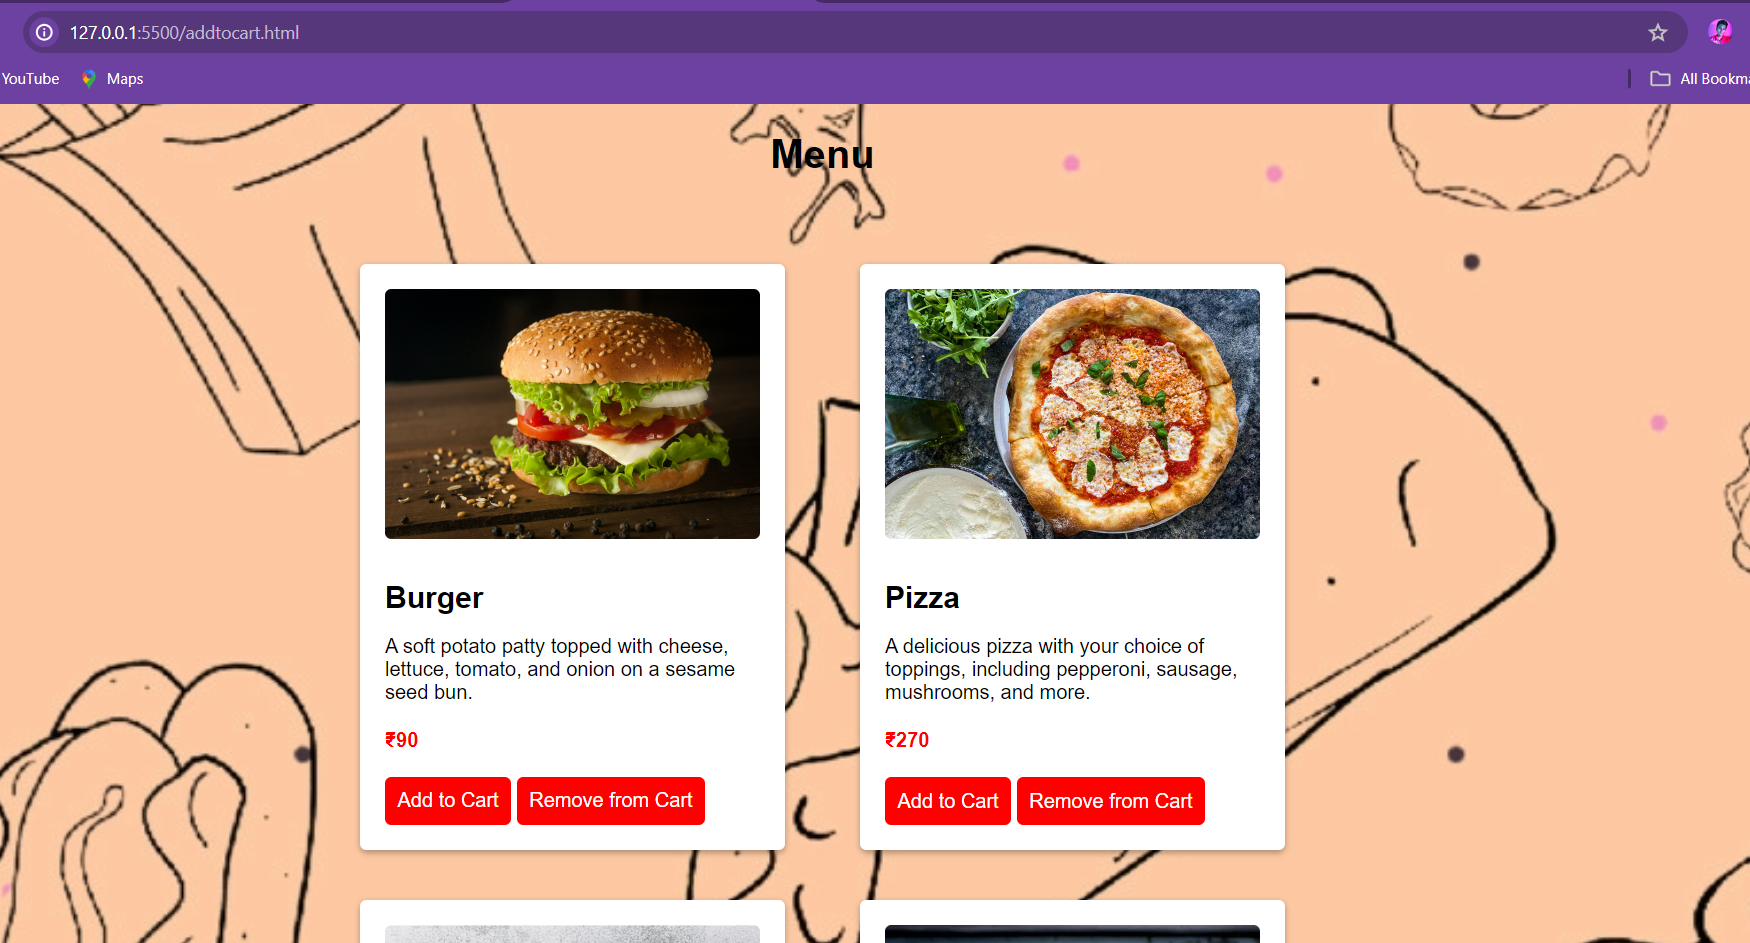 127.0.0.1:5500/addtocart.html
YouTube
Maps
All Bookma
Menu
Burger
A soft potato patty topped with cheese,
lettuce, tomato, and onion on a sesame
seed bun.
₹90
Add to Cart
Remove from Cart
Pizza
A delicious pizza with your choice of
toppings, including pepperoni, sausage,
mushrooms, and more.
₹270
Add to Cart
Remove from Cart